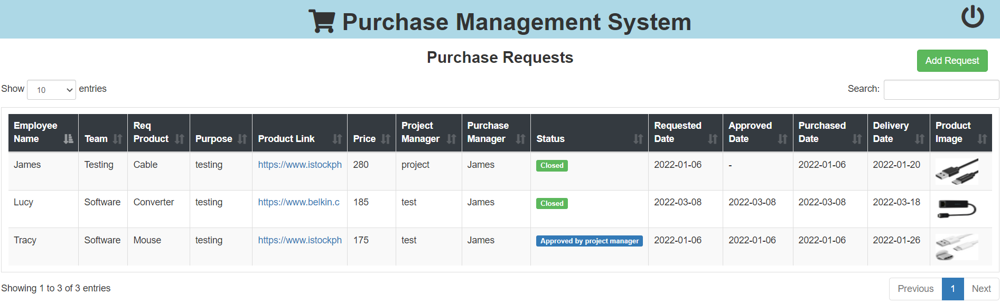 Purchase Management System
Purchase Requests
Add Request
Show 10 entries
Search:
Employee Name Team Req Product Purpose Product Link Price Project Manager Purchase Manager Status Requested Date Approved Date Purchased Date Delivery Date Product Image
James Testing Cable testing https://www.istockph 280 project James Closed 2022-01-06 - 2022-01-06 2022-01-20
Lucy Software Converter testing https://www.belkin.c 185 test James Closed 2022-03-08 2022-03-08 2022-03-08 2022-03-18
Tracy Software Mouse testing https://www.istockph 175 test James Approved by project manager 2022-01-06 2022-01-06 2022-01-06 2022-01-26
Showing 1 to 3 of 3 entries
Previous 1 Next